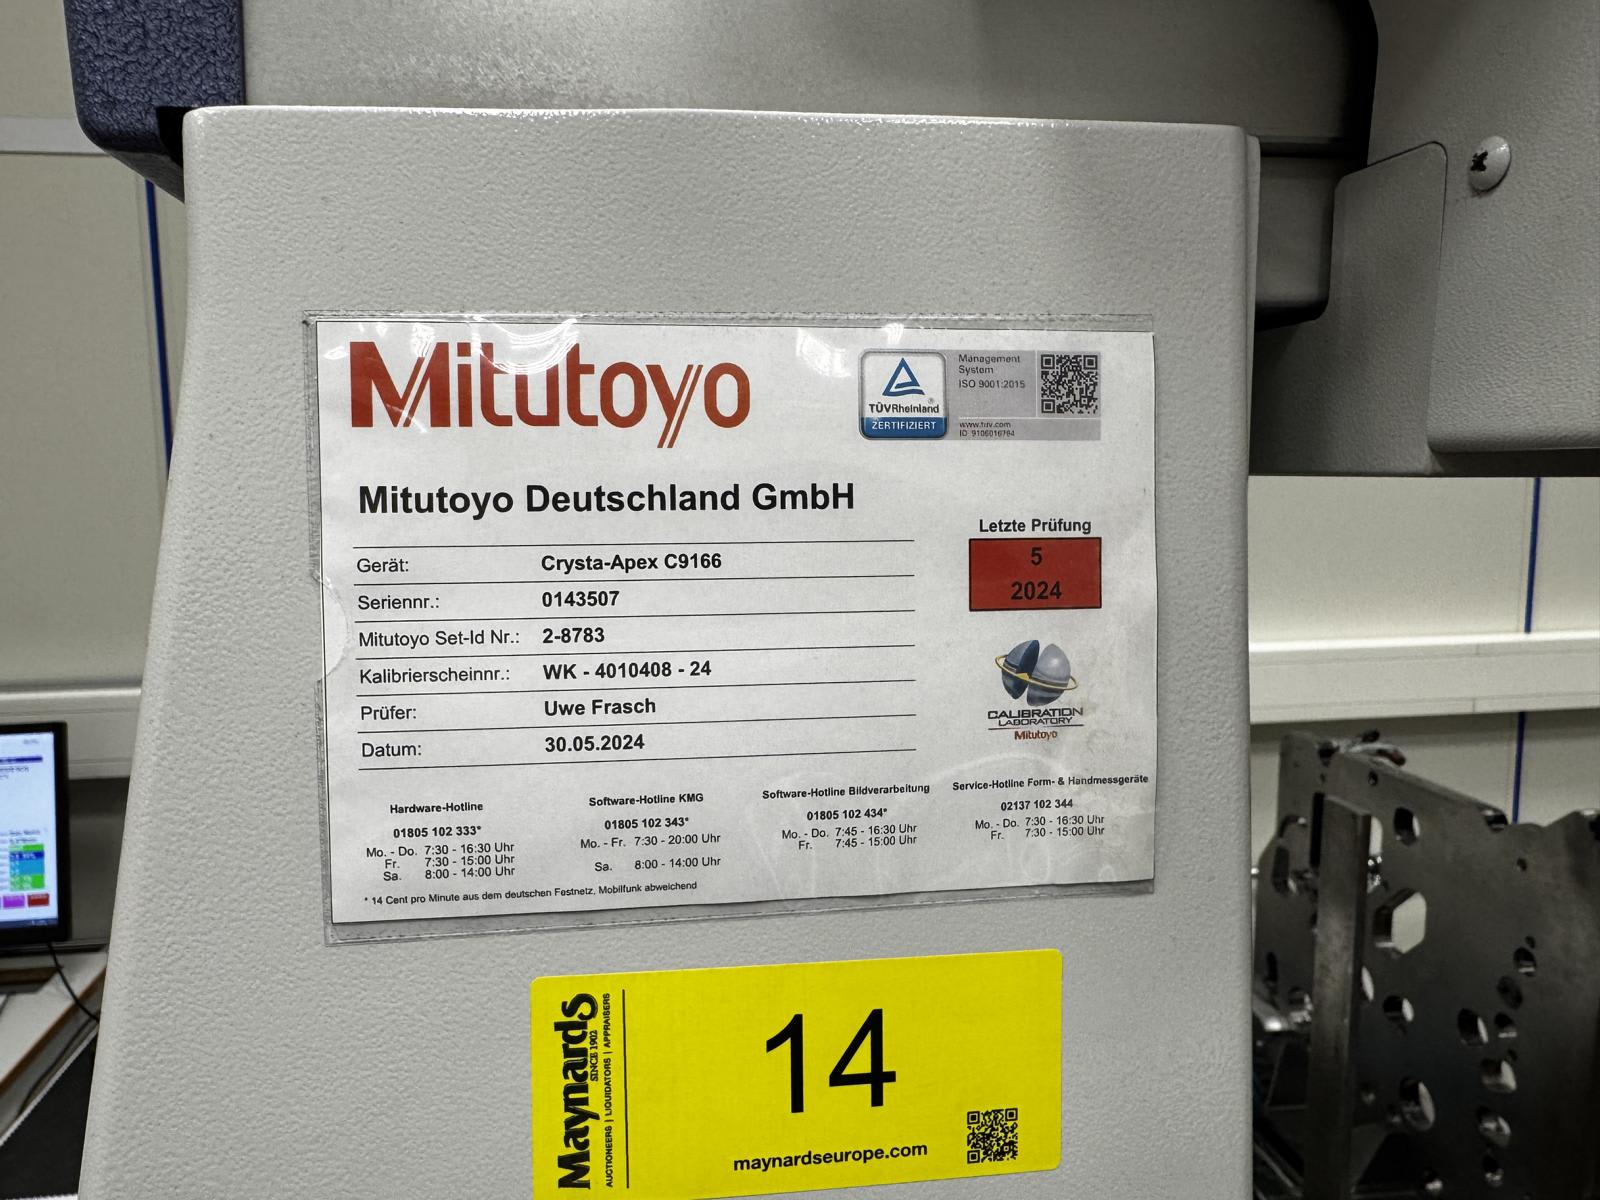 Mitutoyo
TÜVRheinland®
ZERTIFIZIERT
Management
System
ISO 9001:2015
www.tuv.com
ID 9106016784
Mitutoyo Deutschland GmbH
Letzte Prüfung
5
2024
Gerät: Crysta-Apex C9166
Seriennr.: 0143507
Mitutoyo Set-Id Nr.: 2-8783
Kalibrierscheinnr.: WK - 4010408 - 24
Prüfer: Uwe Frasch
Datum: 30.05.2024
CALIBRATION
LABORATORY
Mitutoyo
Hardware-Hotline
01805 102 333*
Mo. - Do. 7:30 - 16:30 Uhr
Fr. 7:30 - 15:00 Uhr
Sa. 8:00 - 14:00 Uhr
Software-Hotline KMG
01805 102 343*
Mo. - Fr. 7:30 - 20:00 Uhr
Sa. 8:00 - 14:00 Uhr
Software-Hotline Bildverarbeitung
01805 102 434*
Mo. - Do. 7:45 - 16:30 Uhr
Fr. 7:45 - 15:00 Uhr
Service-Hotline Form- & Handmessgeräte
02137 102 344
Mo. - Do. 7:30 - 16:30 Uhr
Fr. 7:30 - 15:00 Uhr
* 14 Cent pro Minute aus dem deutschen Festnetz, Mobilfunk abweichend
Maynards
SINCE 1902
AUCTIONEERS | LIQUIDATORS | APPRAISERS
14
maynardseurope.com